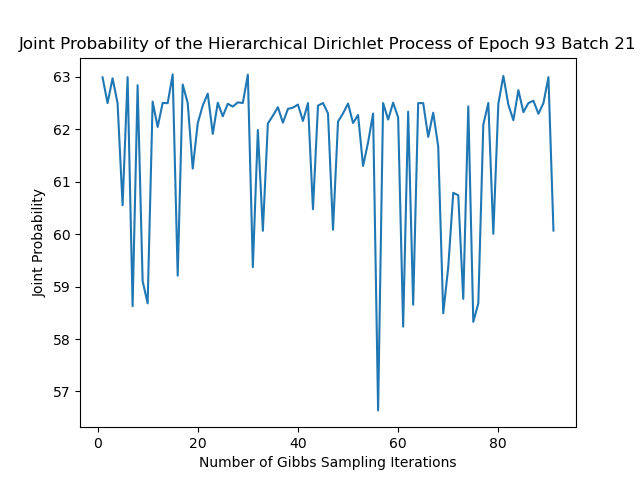 Joint Probability of the Hierarchical Dirichlet Process of Epoch 93 Batch 21
63
62
61
60
59
58
57
Joint Probability
0 20 40 60 80
Number of Gibbs Sampling Iterations